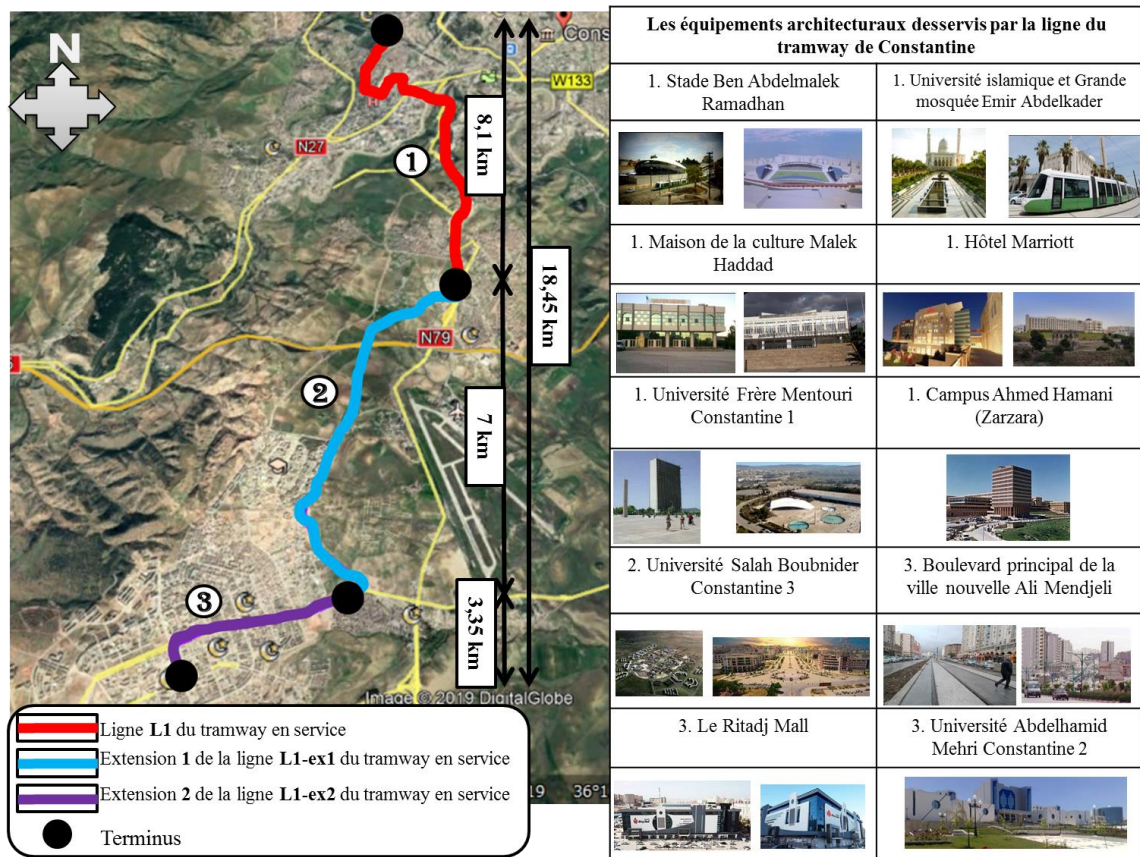 N
Cons
W133
N27
1
8,1 km
18,45 km
N79
2
7 km
3
3,35 km
Image © 2019 DigitalGlobe
19 36°1
Ligne L1 du tramway en service
Extension 1 de la ligne L1-ex1 du tramway en service
Extension 2 de la ligne L1-ex2 du tramway en service
Terminus
Les équipements architecturaux desservis par la ligne du
tramway de Constantine
1. Stade Ben Abdelmalek
Ramadhan
1. Université islamique et Grande
mosquée Emir Abdelkader
1. Maison de la culture Malek
Haddad
1. Hôtel Marriott
1. Université Frère Mentouri
Constantine 1
1. Campus Ahmed Hamani
(Zarzara)
2. Université Salah Boubnider
Constantine 3
3. Boulevard principal de la
ville nouvelle Ali Mendjeli
3. Le Ritadj Mall
3. Université Abdelhamid
Mehri Constantine 2